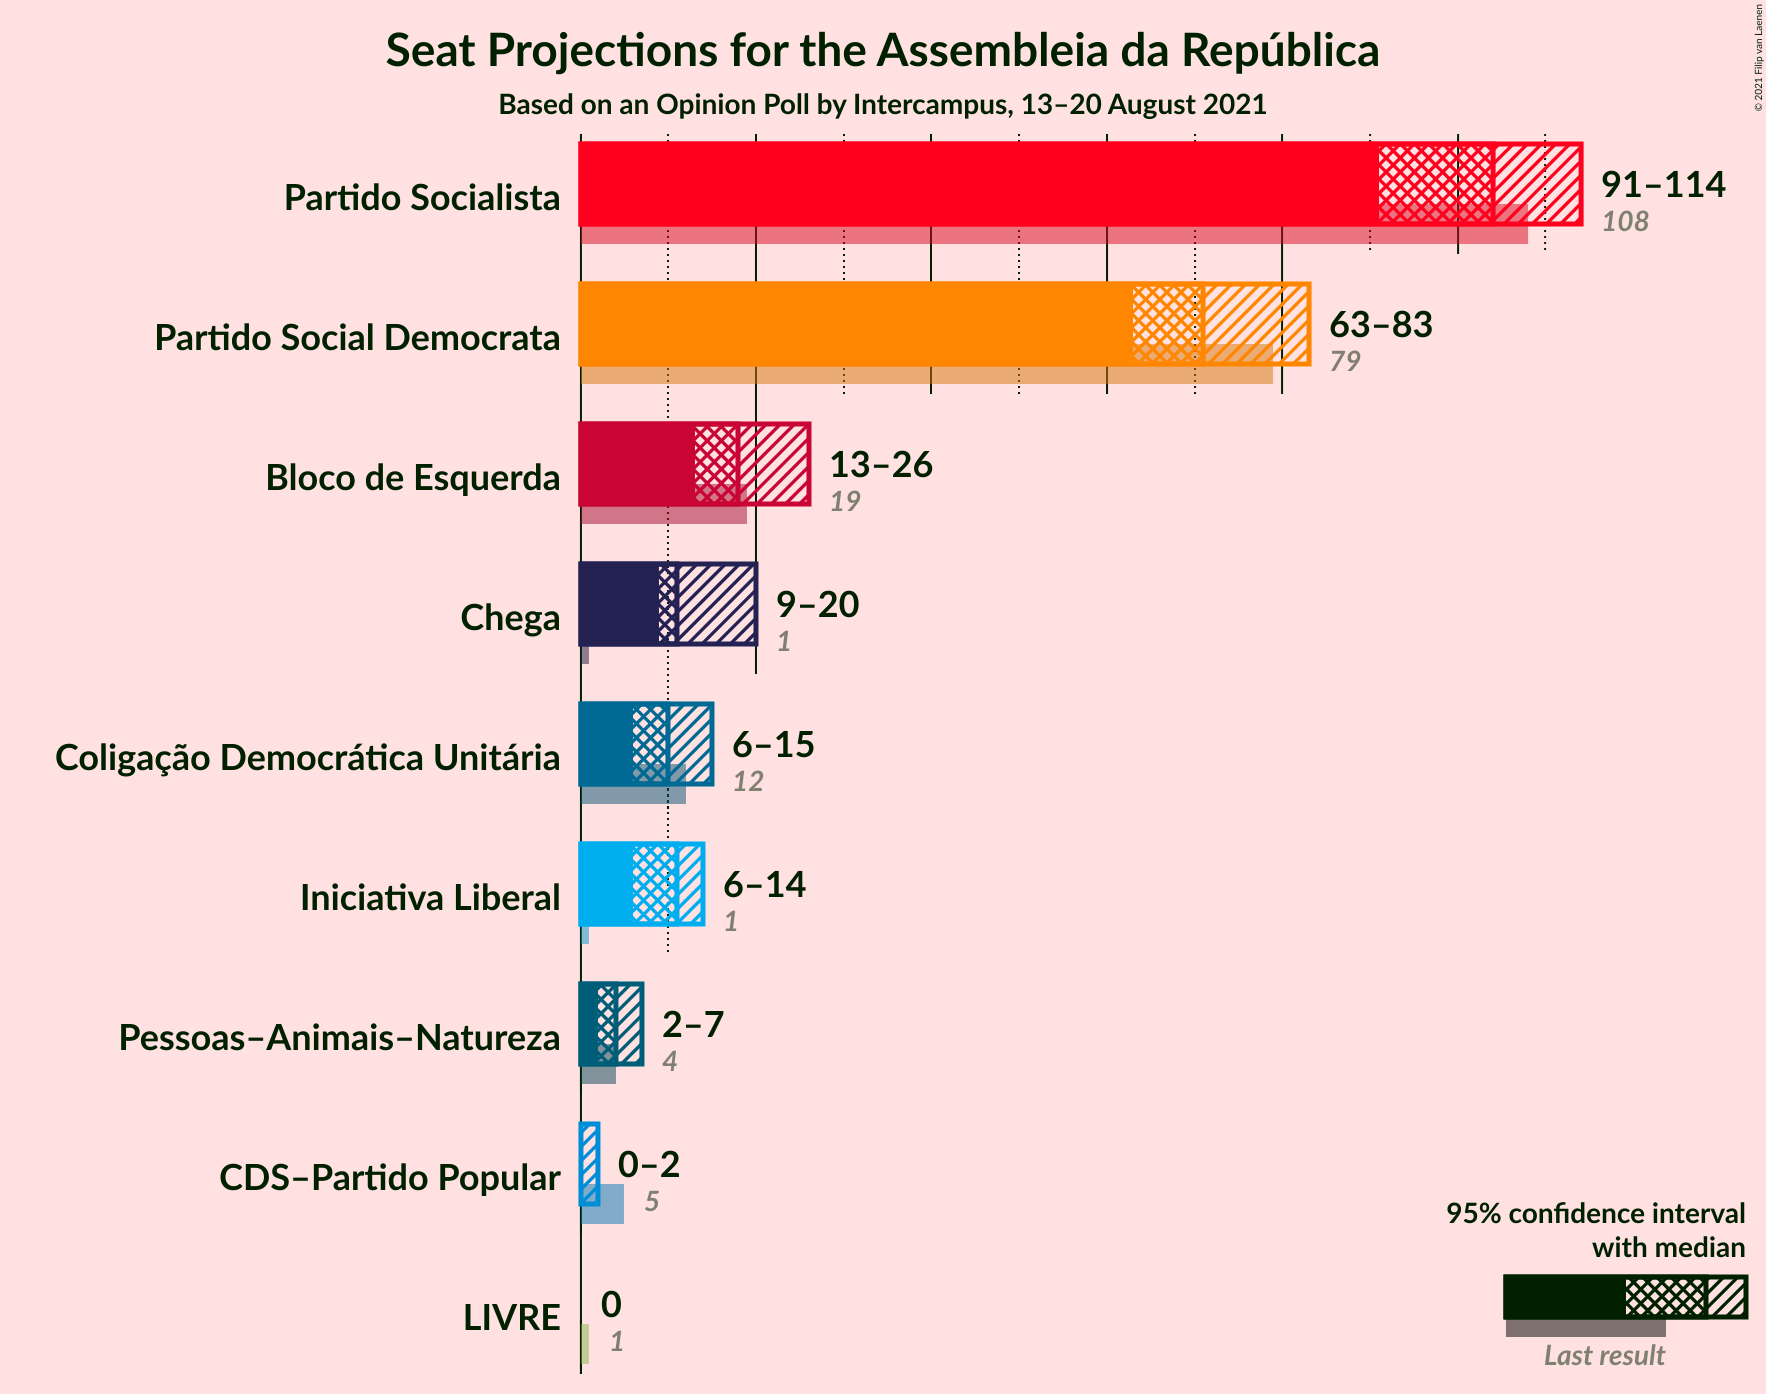 Seat Projections for the Assembleia da República
Based on an Opinion Poll by Intercampus, 13–20 August 2021
© 2021 Filip van Laenen
Partido Socialista
91–114
108
Partido Social Democrata
63–83
79
Bloco de Esquerda
13–26
19
Chega
9–20
1
Coligação Democrática Unitária
6–15
12
Iniciativa Liberal
6–14
1
Pessoas–Animais–Natureza
2–7
4
CDS–Partido Popular
0–2
5
LIVRE
0
1
95% confidence interval
with median
Last result